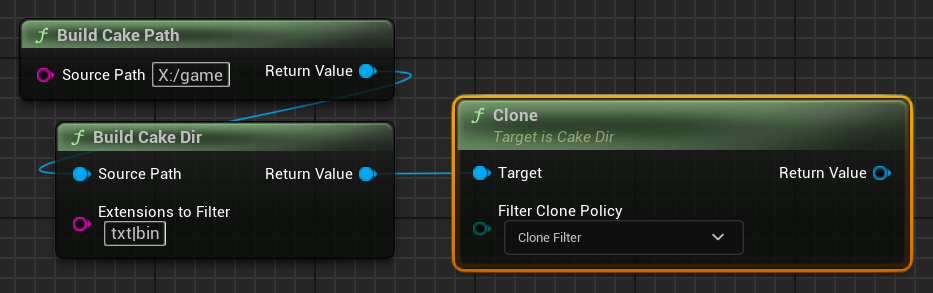 f Build Cake Path
Source Path X:/game Return Value
f Build Cake Dir
Source Path Return Value
Extensions to Filter
txt|bin
f Clone
Target is Cake Dir
Target Return Value
Filter Clone Policy
Clone Filter